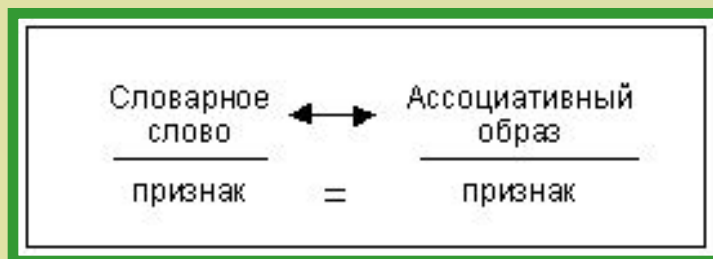 Словарное Ассоциативный
слово образ
признак = признак